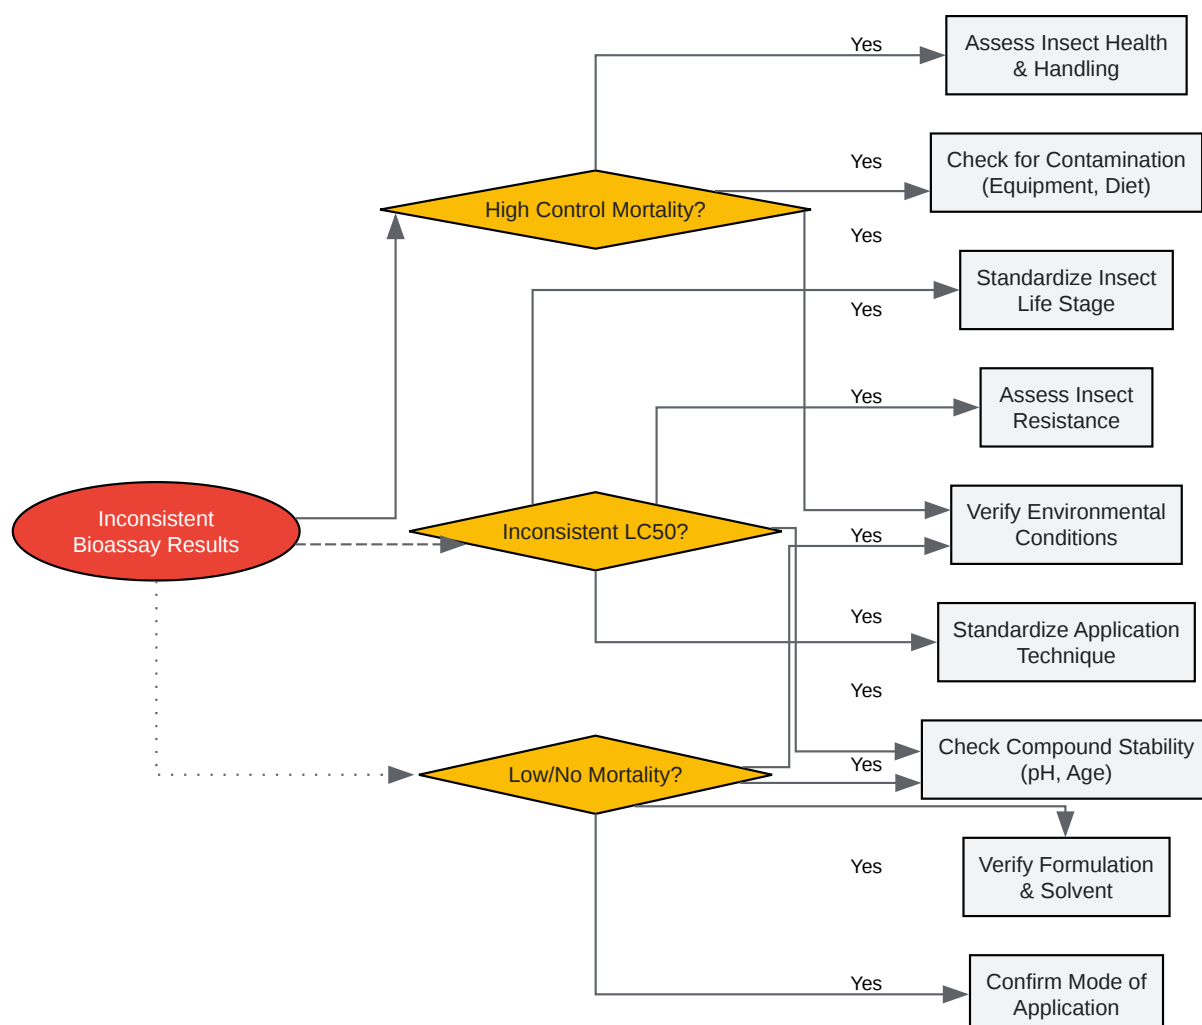 Yes
Assess Insect Health
& Handling
Yes
Check for Contamination
(Equipment, Diet)
High Control Mortality?
Yes
Standardize Insect
Life Stage
Yes
Yes
Assess Insect
Resistance
Inconsistent
Bioassay Results
Inconsistent LC50?
Yes
Verify Environmental
Conditions
Yes
Standardize Application
Technique
Yes
Low/No Mortality?
Yes
Check Compound Stability
(pH, Age)
Yes
Verify Formulation
& Solvent
Yes
Confirm Mode of
Application